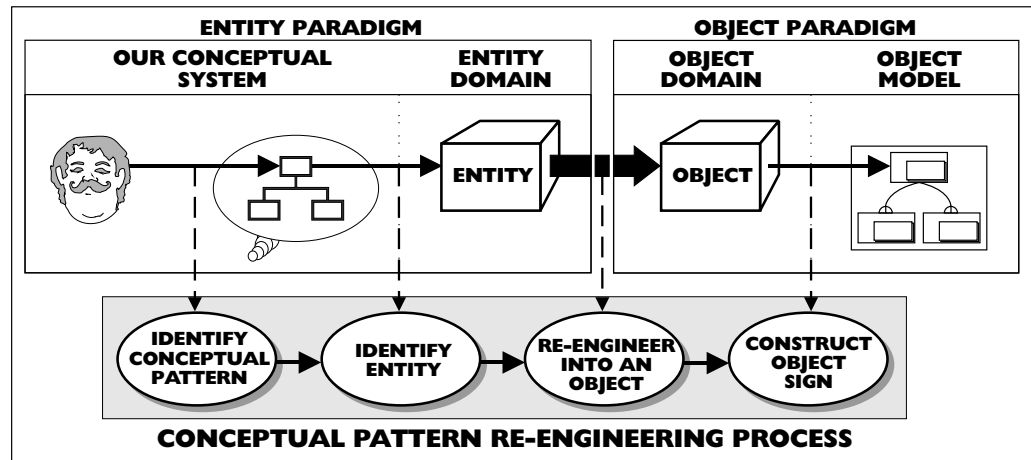 ENTITY PARADIGM
OBJECT PARADIGM
OUR CONCEPTUAL
SYSTEM
ENTITY
DOMAIN
OBJECT
DOMAIN
OBJECT
MODEL
ENTITY
OBJECT
IDENTIFY
CONCEPTUAL
PATTERN
IDENTIFY
ENTITY
RE-ENGINEER
INTO AN
OBJECT
CONSTRUCT
OBJECT
SIGN
CONCEPTUAL PATTERN RE-ENGINEERING PROCESS